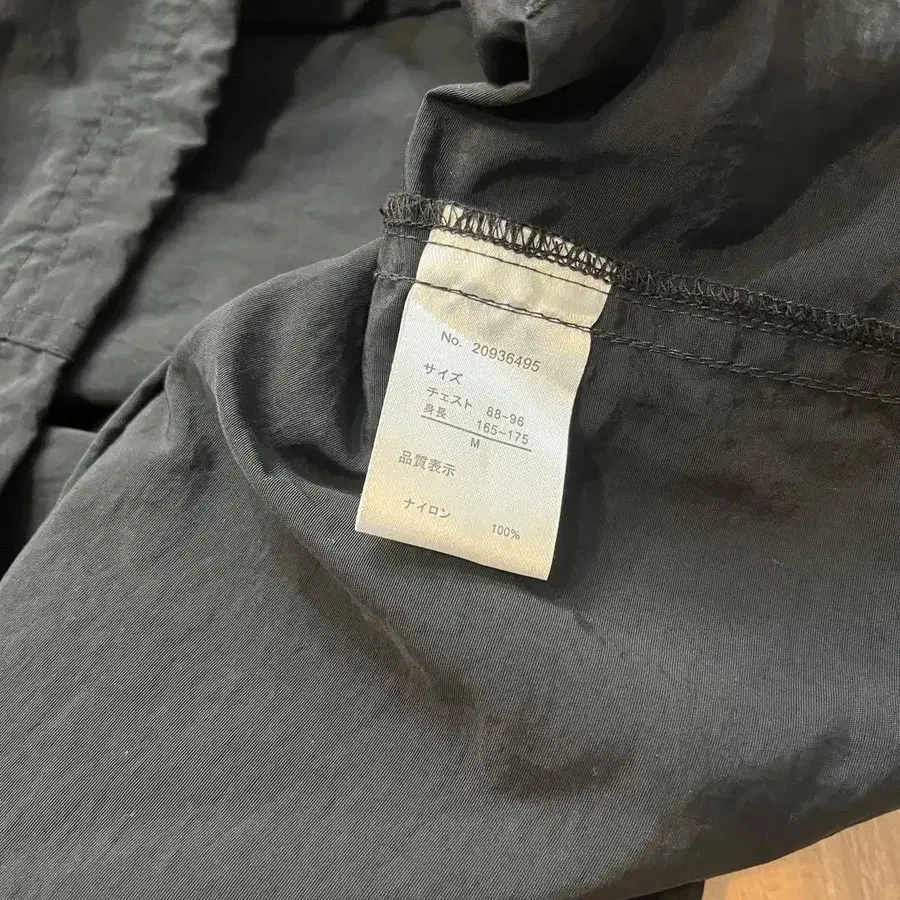 No. 20936495
サイズ
チェスト 88-96
身長 165-175
M
品質表示
ナイロン 100%